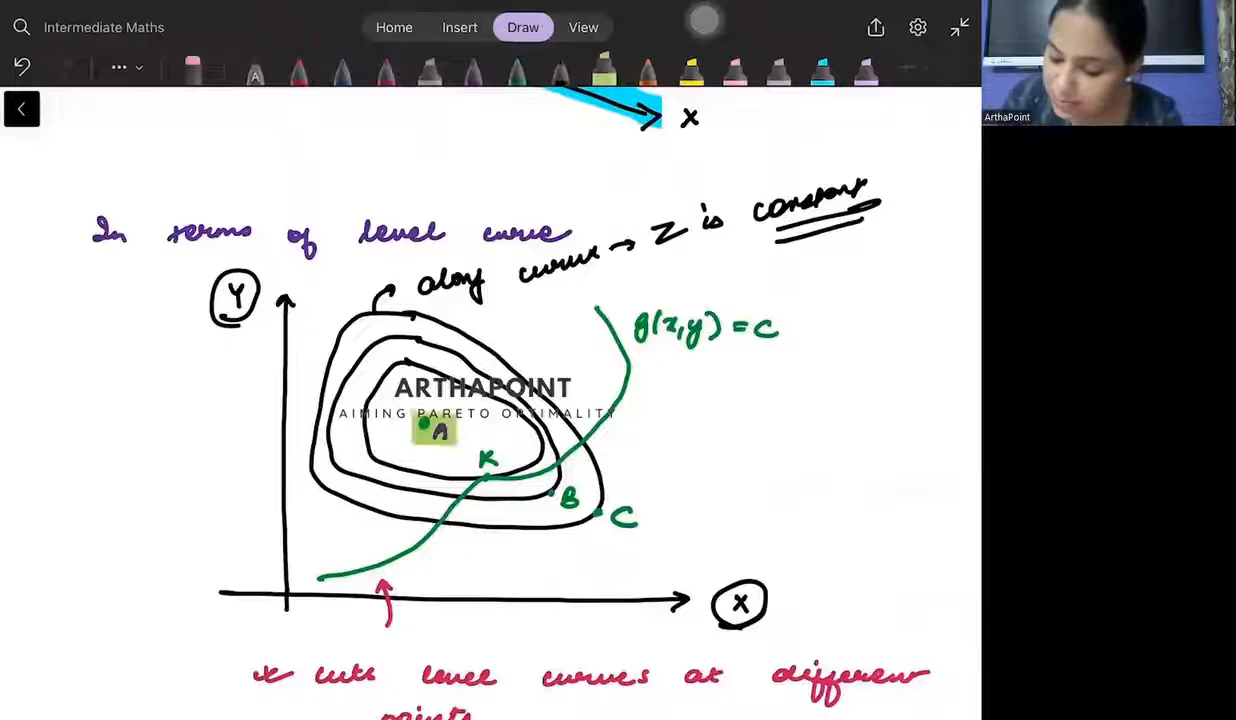 Intermediate Maths
Home Insert Draw View
ArthaPoint
X
In terms of level curve
along curve → Z is constant
Y
g(x,y) = C
ARTHAPOINT
AIMING PARETO OPTIMALITY
A
K
B
C
X
it cuts level curves at different
points